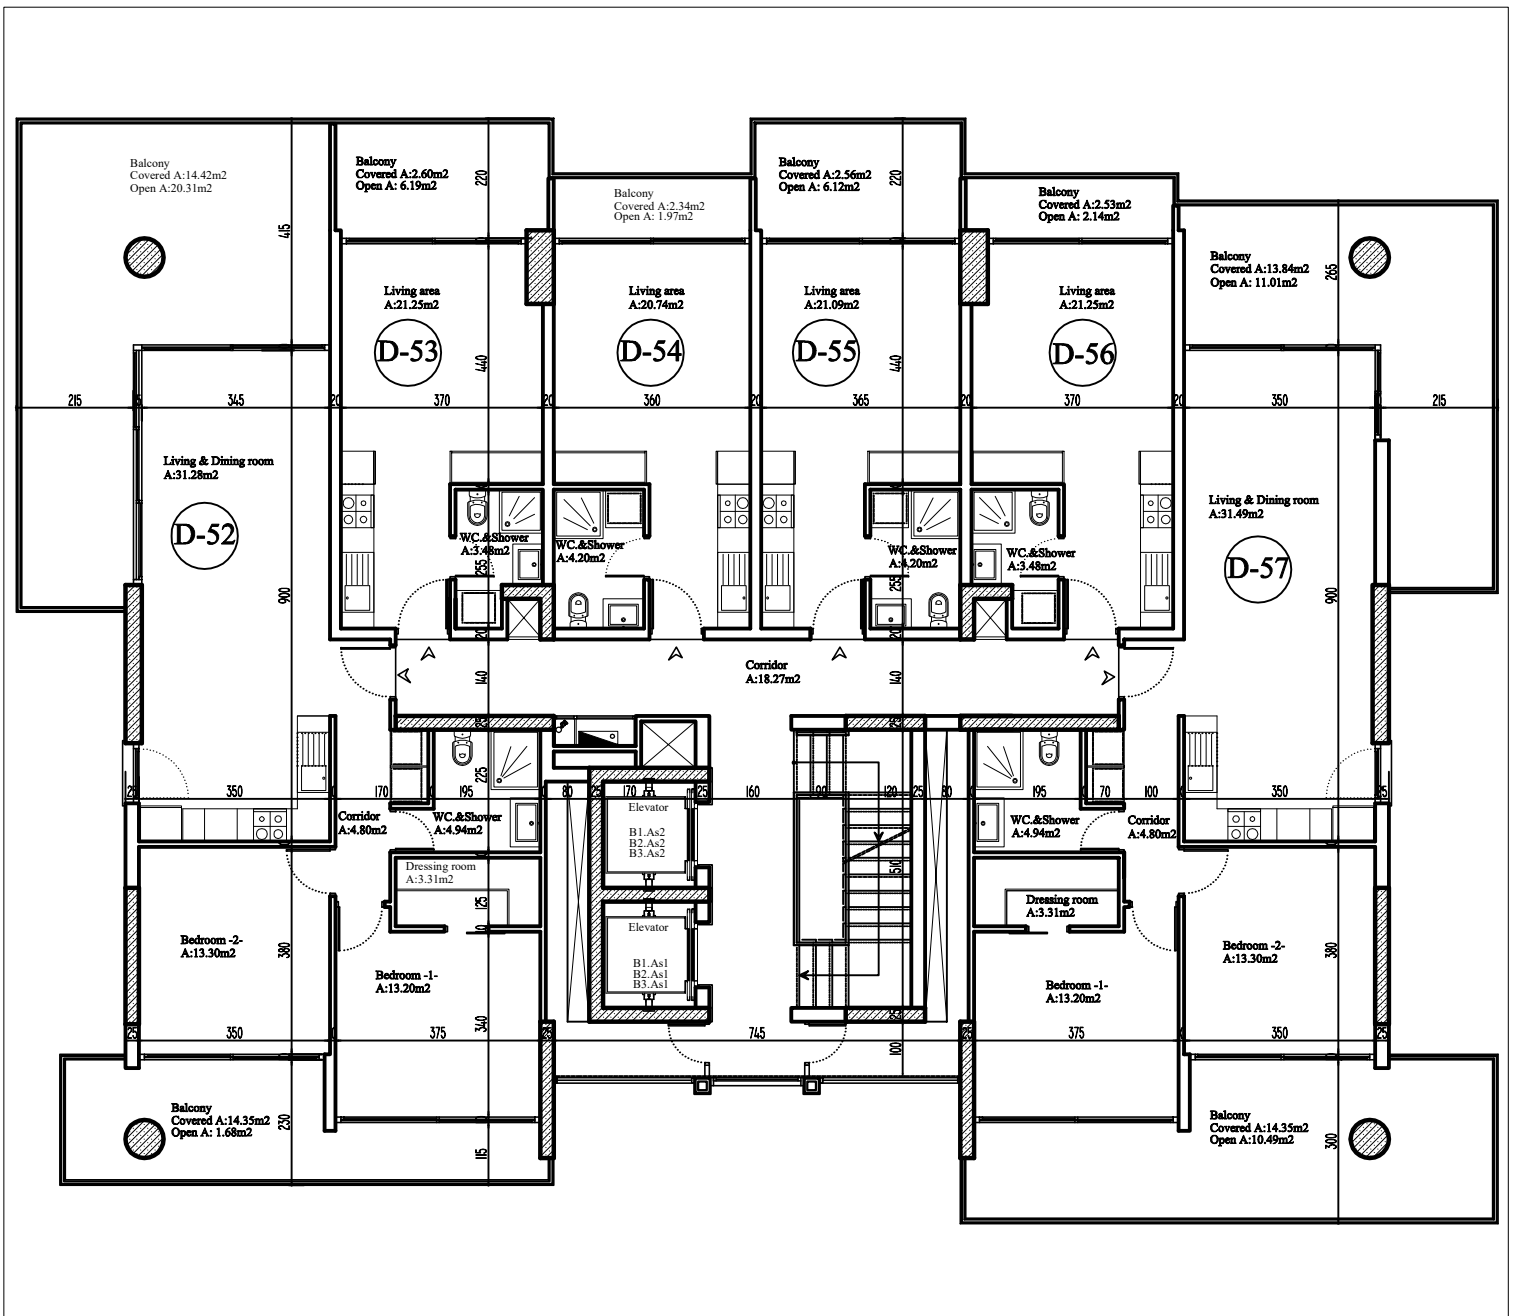 Balcony
Covered A:14.42m2
Open A:20.31m2
Balcony
Covered A:2.60m2
Open A: 6.19m2
220
Balcony
Covered A:2.34m2
Open A: 1.97m2
Balcony
Covered A:2.56m2
Open A: 6.12m2
220
Balcony
Covered A:2.53m2
Open A: 2.14m2
Balcony
Covered A:13.84m2
Open A: 11.01m2
415
265
Living area
A:21.25m2
Living area
A:20.74m2
Living area
A:21.09m2
Living area
A:21.25m2
D-53
D-54
D-55
D-56
440
440
215
345
20
370
20
360
20
365
20
370
20
350
215
Living & Dining room
A:31.28m2
D-52
Living & Dining room
A:31.49m2
D-57
WC.&Shower
A:3.48m2
WC.&Shower
A:4.20m2
WC.&Shower
A:4.20m2
WC.&Shower
A:3.48m2
255
255
900
900
20
20
Corridor
A:18.27m2
140
140
25
25
225
25
350
170
195
80
25
170
25
160
90
120
25
80
195
70
100
350
25
Corridor
A:4.80m2
WC.&Shower
A:4.94m2
Elevator
B1.As2
B2.As2
B3.As2
WC.&Shower
A:4.94m2
Corridor
A:4.80m2
Dressing room
A:3.31m2
125
510
Dressing room
A:3.31m2
Elevator
B1.As1
B2.As1
B3.As1
Bedroom -2-
A:13.30m2
380
Bedroom -1-
A:13.20m2
340
Bedroom -1-
A:13.20m2
Bedroom -2-
A:13.30m2
380
25
350
375
25
745
25
100
25
375
350
25
Balcony
Covered A:14.35m2
Open A: 1.68m2
230
115
Balcony
Covered A:14.35m2
Open A:10.49m2
300